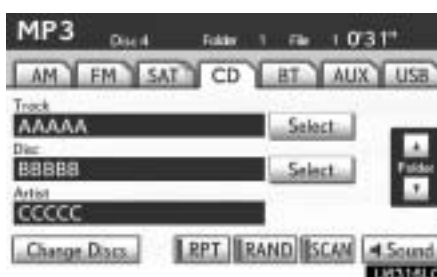 MP3 Disc 4 Folder 1 File 1 0'31"
AM FM SAT CD BT AUX USB
Track
AAAAA Select
Disc
BBBBB Select
Folder
Artist
CCCCC
Change Discs RPT RAND SCAN Sound